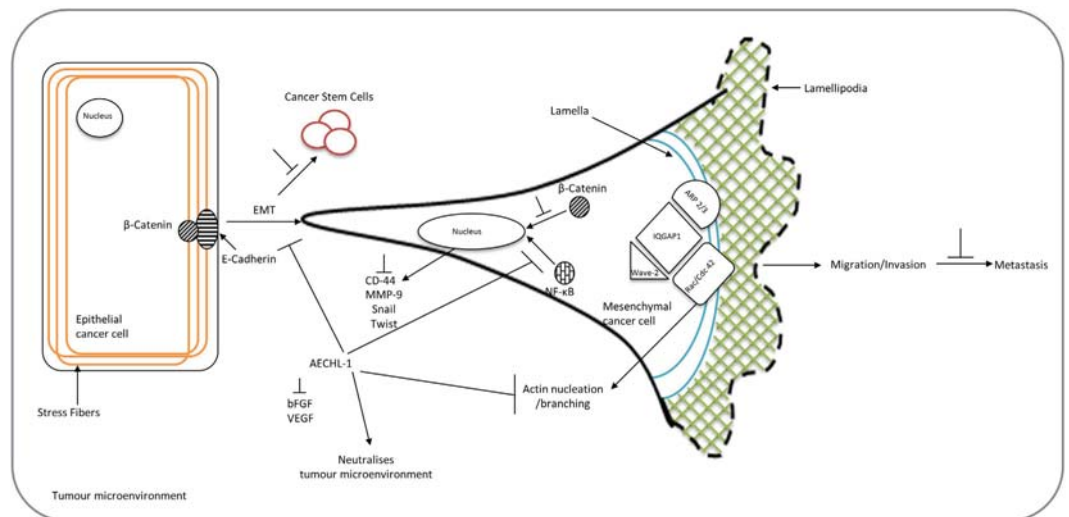 Cancer Stem Cells
Lamellipodia
Lamella
Nucleus
β-Catenin
EMT
β-Catenin
E-Cadherin
Nucleus
ARP 2/3
IQGAP1
Wave-2
Rac/Cdc 42
NF-κB
CD-44
MMP-9
Snail
Twist
Mesenchymal
cancer cell
Migration/Invasion
Metastasis
Epithelial
cancer cell
AECHL-1
bFGF
VEGF
Actin nucleation
/branching
Stress Fibers
Neutralises
tumour microenvironment
Tumour microenvironment